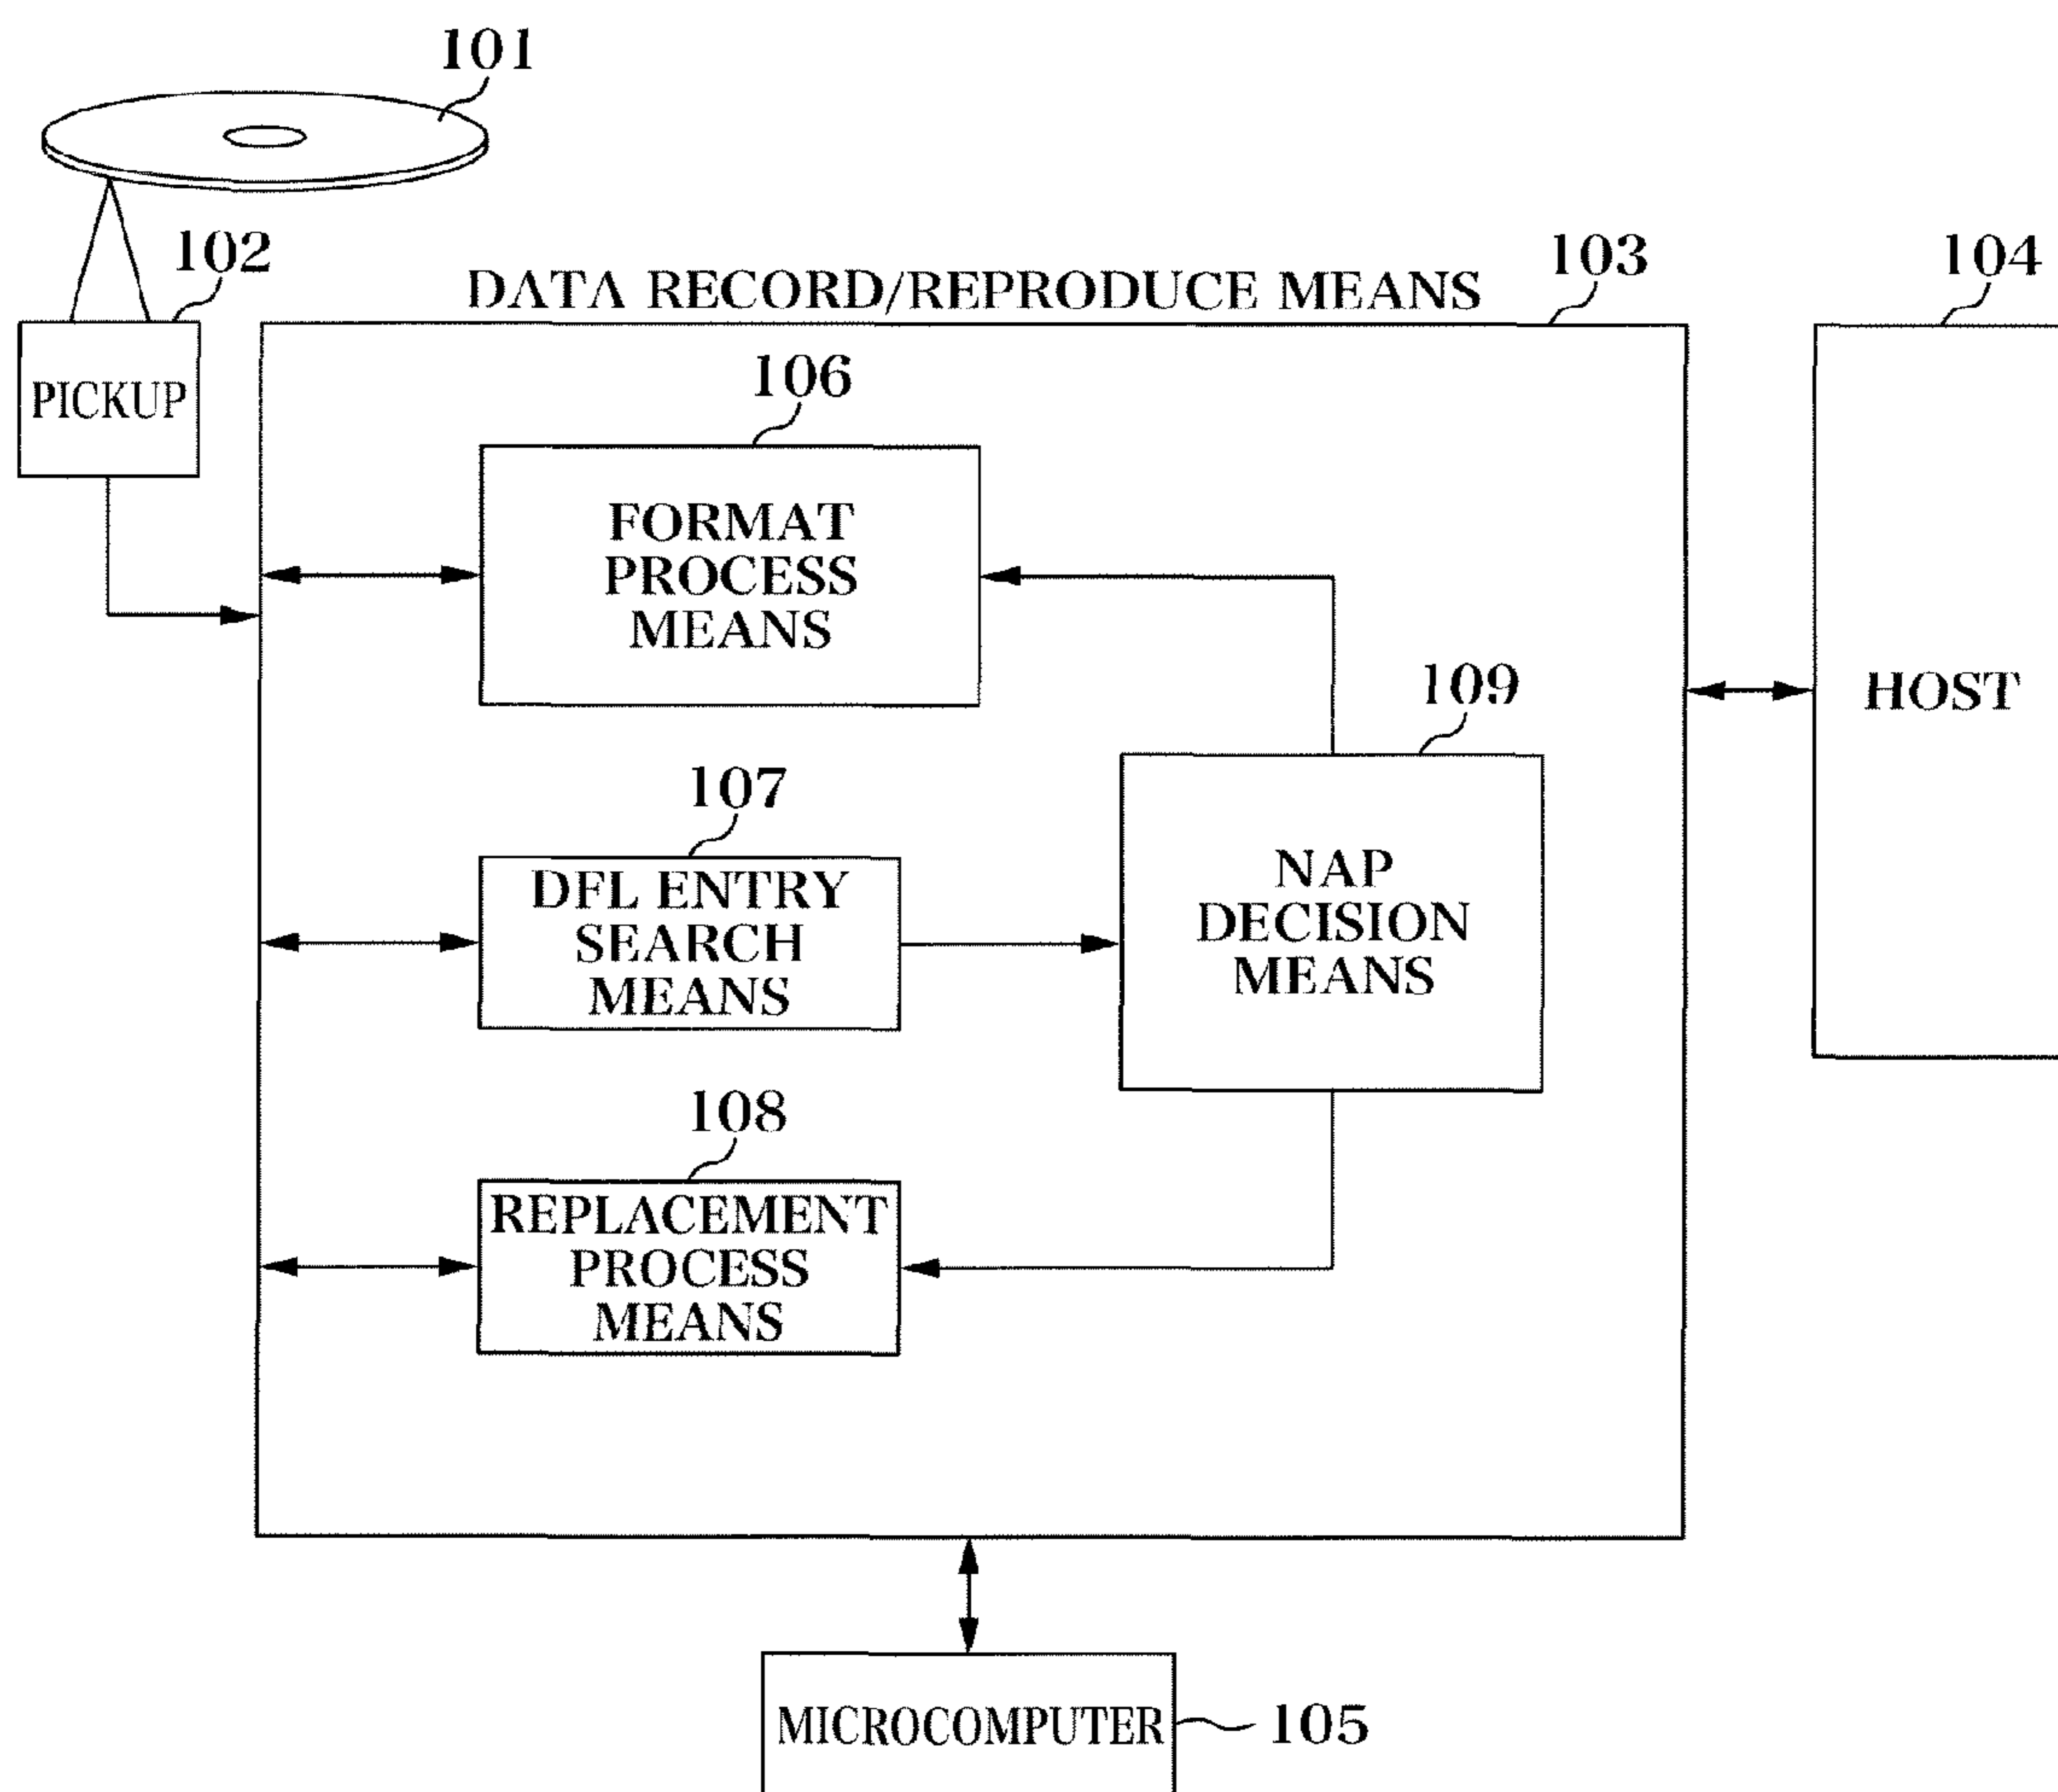 101
102
DATA RECORD/REPRODUCE MEANS
103
104
PICKUP
106
FORMAT
PROCESS
MEANS
109
HOST
107
DFL ENTRY
SEARCH
MEANS
NAP
DECISION
MEANS
108
REPLACEMENT
PROCESS
MEANS
MICROCOMPUTER
105